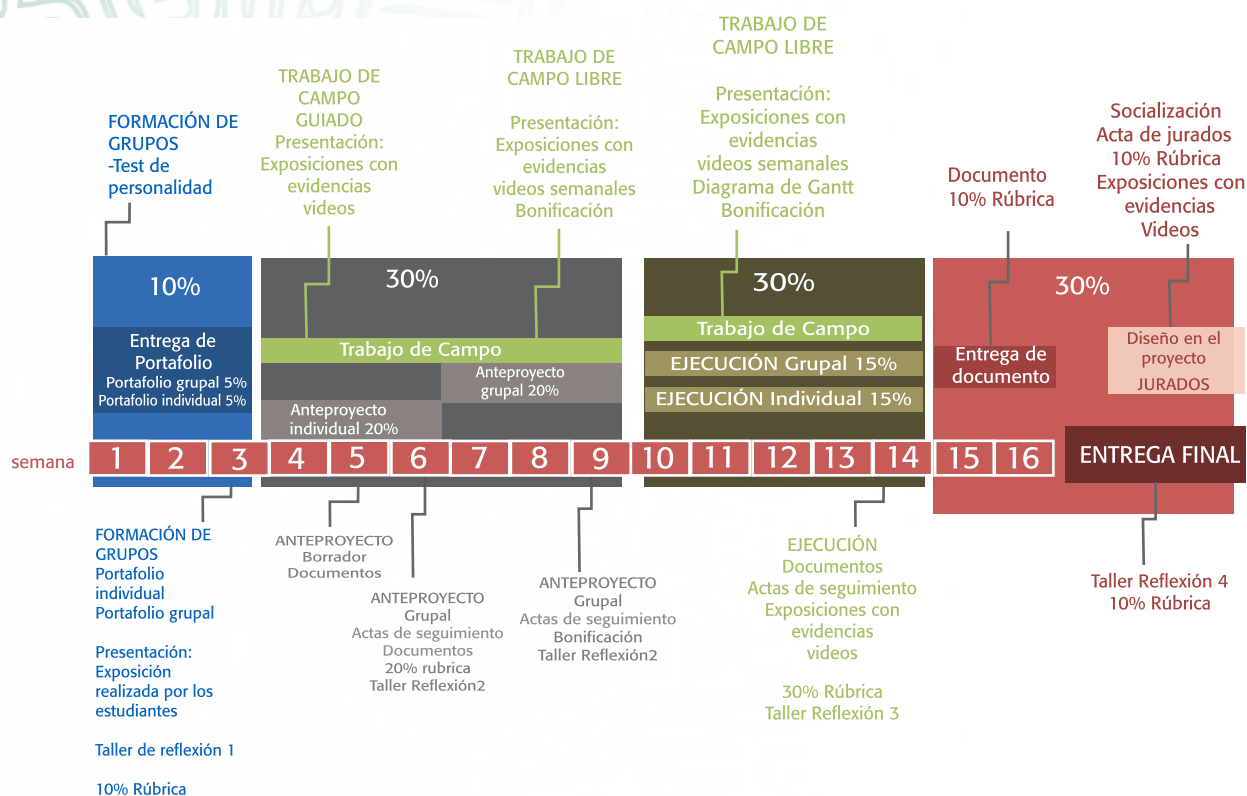 FORMACIÓN DE
GRUPOS
-Test de
personalidad
TRABAJO DE
CAMPO
GUIADO
Presentación:
Exposiciones con
evidencias
videos
TRABAJO DE
CAMPO LIBRE
Presentación:
Exposiciones con
evidencias
videos semanales
Bonificación
TRABAJO DE
CAMPO LIBRE
Presentación:
Exposiciones con
evidencias
videos semanales
Diagrama de Gantt
Bonificación
Documento
10% Rúbrica
Socialización
Acta de jurados
10% Rúbrica
Exposiciones con
evidencias
Videos
10%
Entrega de
Portafolio
Portafolio grupal 5%
Portafolio individual 5%
30%
Trabajo de Campo
Anteproyecto
grupal 20%
Anteproyecto
individual 20%
30%
Trabajo de Campo
EJECUCIÓN Grupal 15%
EJECUCIÓN Individual 15%
30%
Entrega de
documento
Diseño en el
proyecto
JURADOS
semana 1 2 3 4 5 6 7 8 9 10 11 12 13 14 15 16 ENTREGA FINAL
FORMACIÓN DE
GRUPOS
Portafolio
individual
Portafolio grupal
Presentación:
Exposición
realizada por los
estudiantes
Taller de reflexión 1
10% Rúbrica
ANTEPROYECTO
Borrador
Documentos
ANTEPROYECTO
Grupal
Actas de seguimiento
Documentos
20% rubrica
Taller Reflexión2
ANTEPROYECTO
Grupal
Actas de seguimiento
Bonificación
Taller Reflexión2
EJECUCIÓN
Documentos
Actas de seguimiento
Exposiciones con
evidencias
videos
30% Rúbrica
Taller Reflexión 3
Taller Reflexión 4
10% Rúbrica